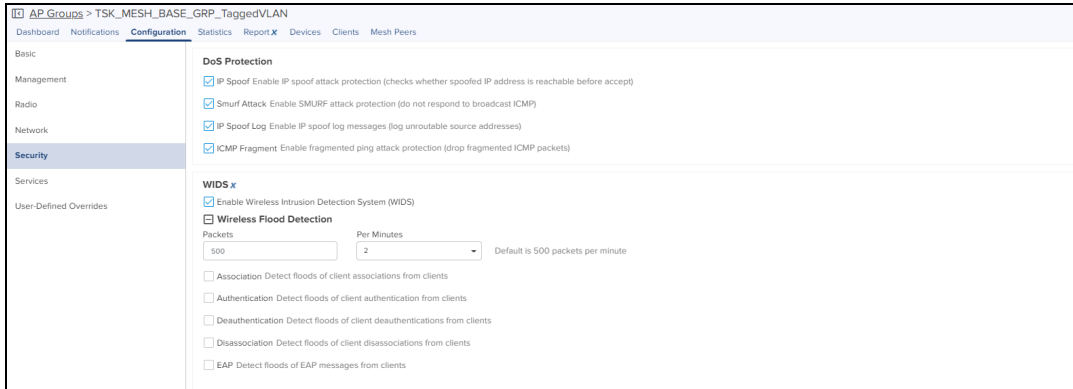 AP Groups > TSK_MESH_BASE_GRP_TaggedVLAN
Dashboard Notifications Configuration Statistics Report X Devices Clients Mesh Peers
Basic
Management
Radio
Network
Security
Services
User-Defined Overrides
DoS Protection
IP Spoof Enable IP spoof attack protection (checks whether spoofed IP address is reachable before accept)
Smurf Attack Enable SMURF attack protection (do not respond to broadcast ICMP)
IP Spoof Log Enable IP spoof log messages (log unroutable source addresses)
ICMP Fragment Enable fragmented ping attack protection (drop fragmented ICMP packets)
WIDS X
Enable Wireless Intrusion Detection System (WIDS)
Wireless Flood Detection
Packets Per Minutes
500 2 Default is 500 packets per minute
Association Detect floods of client associations from clients
Authentication Detect floods of client authentication from clients
Deauthentication Detect floods of client deauthentications from clients
Disassociation Detect floods of client disassociations from clients
EAP Detect floods of EAP messages from clients